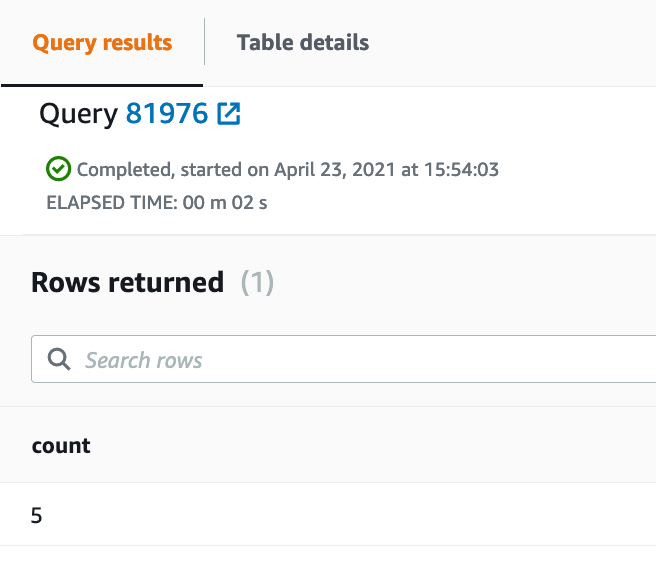 Query results Table details
Query 81976
Completed, started on April 23, 2021 at 15:54:03
ELAPSED TIME: 00 m 02 s
Rows returned (1)
Search rows
count
5